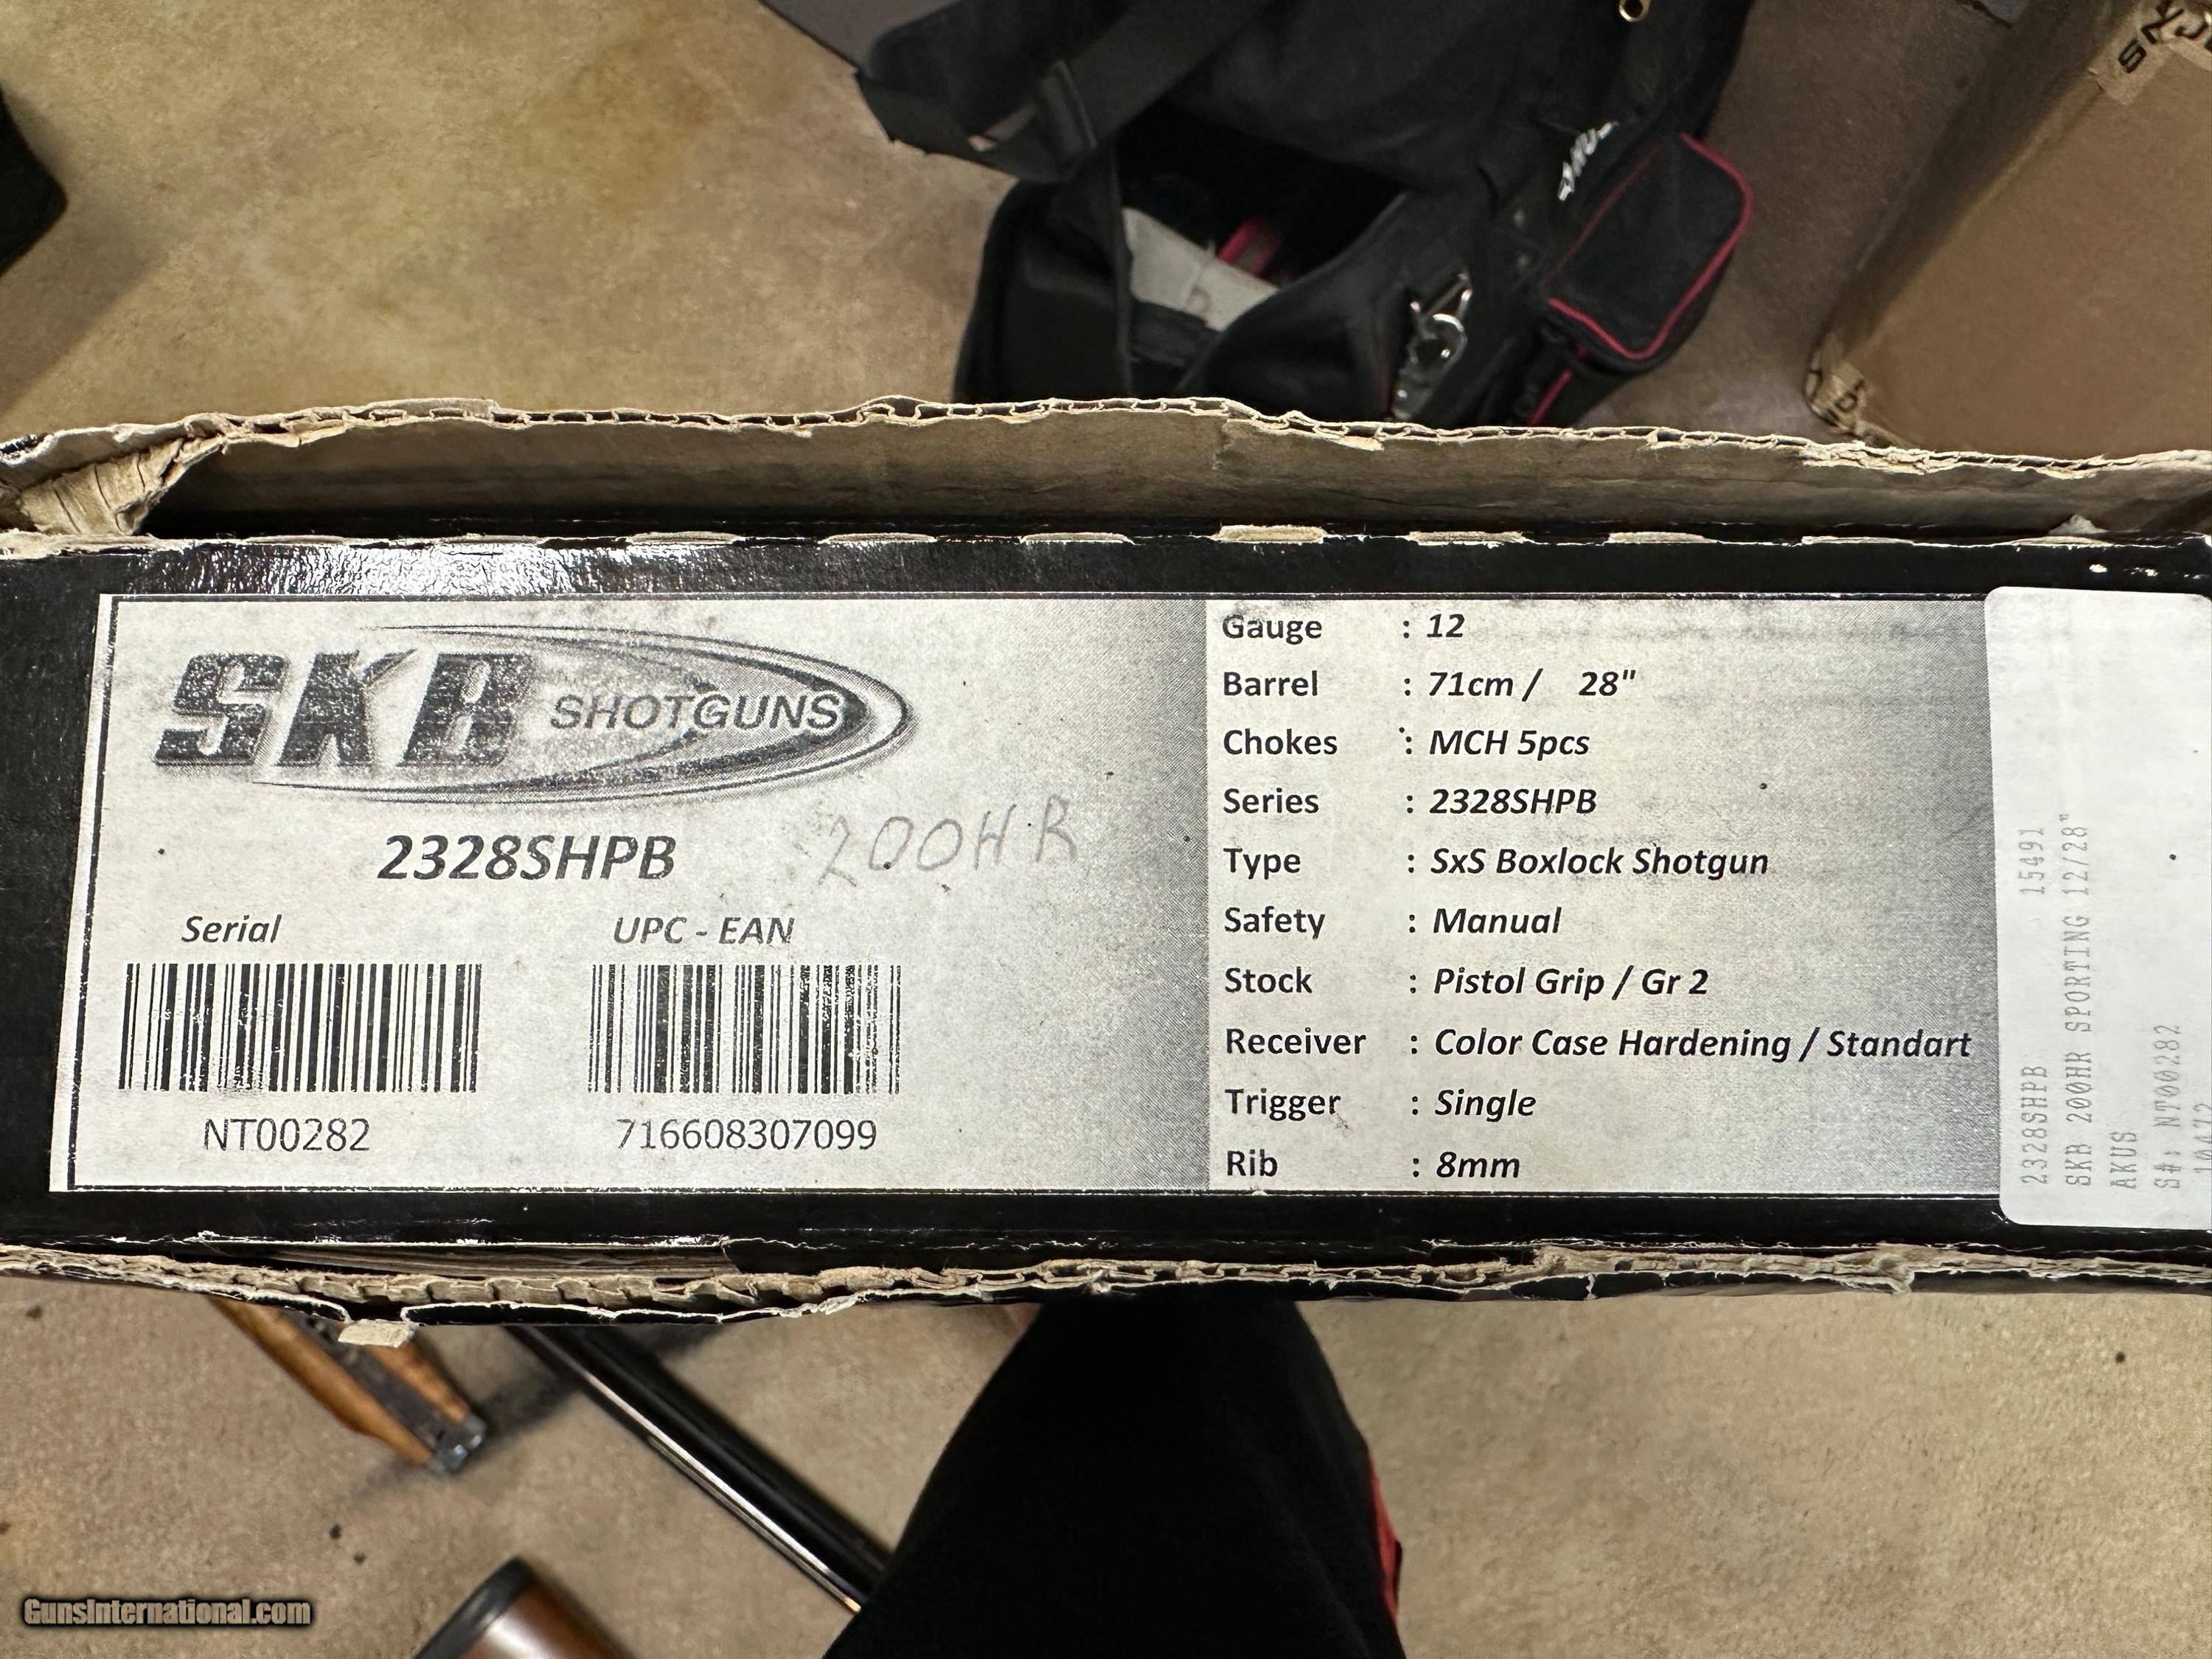 SKB SHOTGUNS
2328SHPB
200HR
Serial
NT00282
UPC - EAN
716608307099
Gauge : 12
Barrel : 71cm / 28"
Chokes : MCH 5pcs
Series : 2328SHPB
Type : SxS Boxlock Shotgun
Safety : Manual
Stock : Pistol Grip / Gr 2
Receiver : Color Case Hardening / Standart
Trigger : Single
Rib : 8mm
2328SHPB 15491
SKB 200HR SPORTING 12/28"
AKUS
S#: NT00282
GunsInternational.com